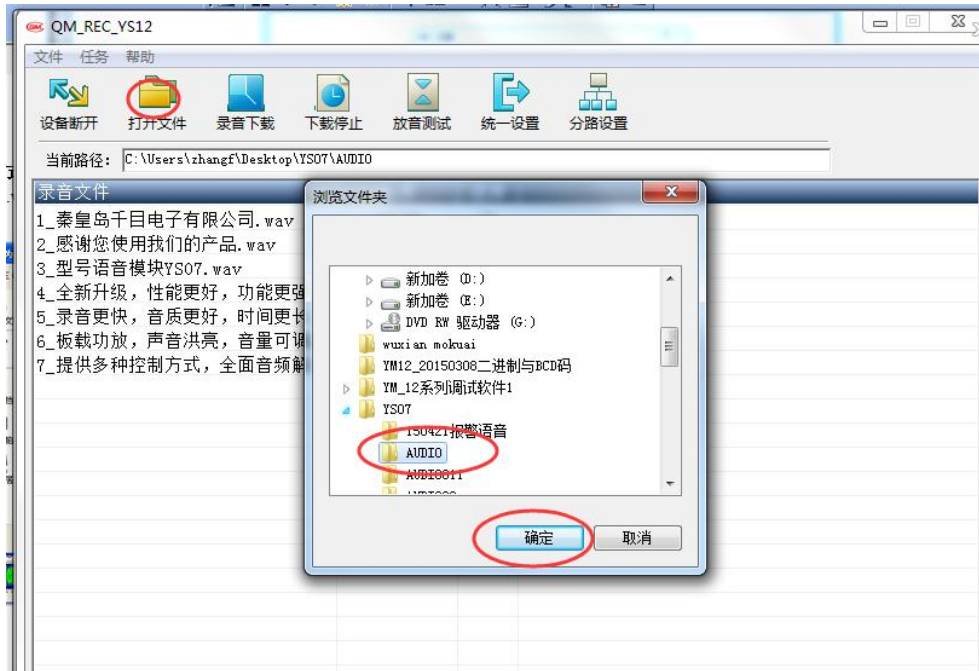 QM_REC_YS12
文件 任务 帮助
设备断开 打开文件 录音下载 下载停止 放音测试 统一设置 分路设置
当前路径: C:\Users\zhangf\Desktop\YS07\AUDIO
录音文件
1_秦皇岛千目电子有限公司.wav
2_感谢您使用我们的产品.wav
3_型号语音模块YS07.wav
4_全新升级，性能更好，功能更强
5_录音更快，音质更好，时间更长
6_板载功放，声音洪亮，音量可调
7_提供多种控制方式，全面音频解
浏览文件夹
新加卷 (D:)
新加卷 (E:)
DVD RW 驱动器 (G:)
wuxian mokuai
YM12_20150308二进制与BCD码
YM_12系列调试软件1
YS07
150421报警语音
AUDIO
AUDIO011
确定 取消